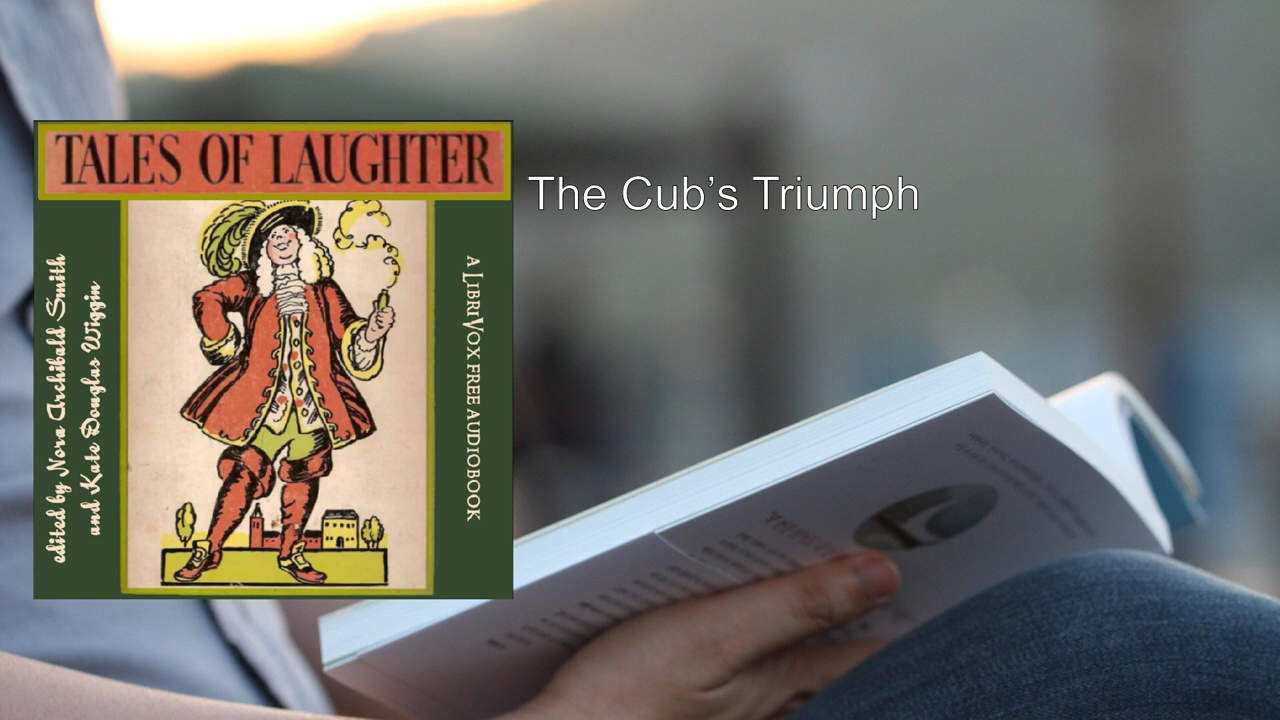 TALES OF LAUGHTER
edited by Nora Archibald Smith
and Kate Douglas Wiggin
A LIBRIVOX FREE AUDIOBOOK
The Cub’s Triumph